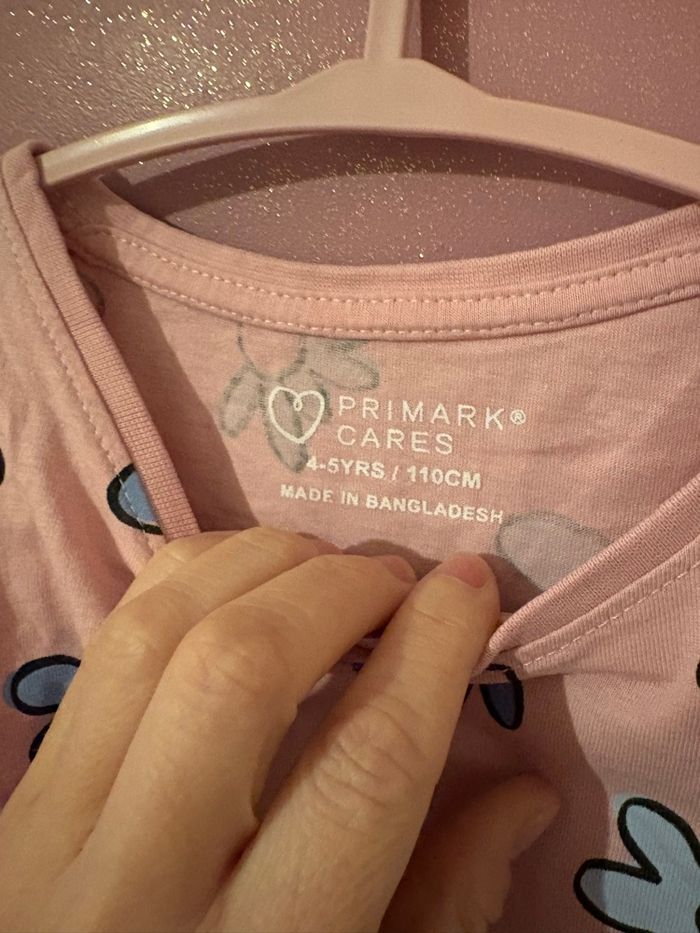 PRIMARK®
CARES
4-5YRS / 110CM
MADE IN BANGLADESH